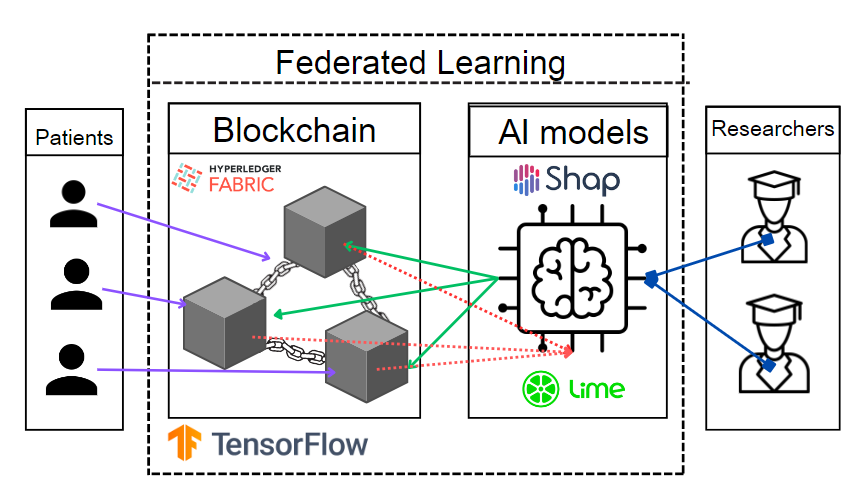 Federated Learning
Patients
Blockchain
AI models
Researchers
HYPERLEDGER
FABRIC
Shap
Lime
TensorFlow